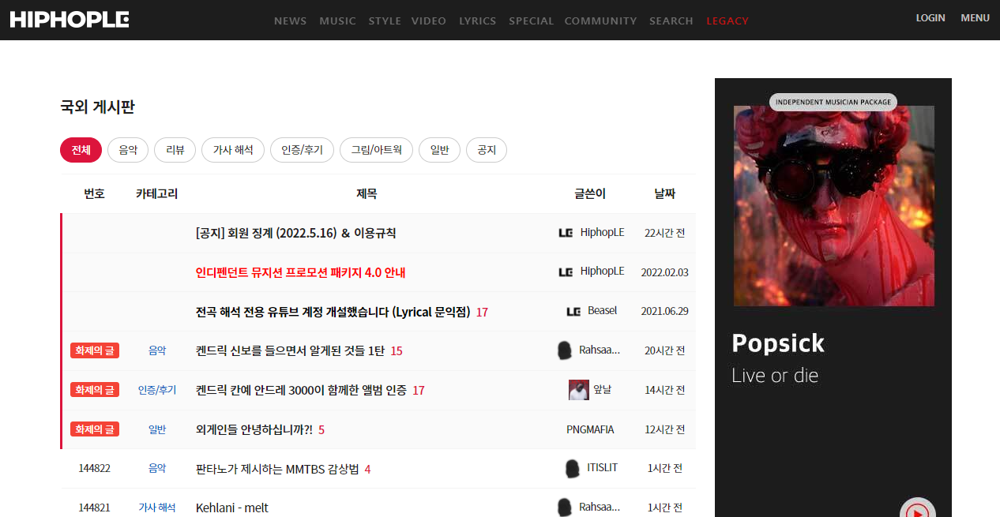 HIPHOPLE NEWS MUSIC STYLE VIDEO LYRICS SPECIAL COMMUNITY SEARCH LEGACY LOGIN MENU
국외 게시판
전체 음악 리뷰 가사 해석 인증/후기 그림/아트웍 일반 공지
번호 카테고리 제목 글쓴이 날짜
[공지] 회원 징계 (2022.5.16) & 이용규칙 LE HiphopLE 22시간 전
인디펜던트 뮤지션 프로모션 패키지 4.0 안내 LE HiphopLE 2022.02.03
전곡 해석 전용 유튜브 계정 개설했습니다 (Lyrical 문익점) 17 LE Beasel 2021.06.29
화제의 글 음악 켄드릭 신보를 들으면서 알게된 것들 1탄 15 Rahsaa... 20시간 전
화제의 글 인증/후기 켄드릭 칸예 안드레 3000이 함께한 앨범 인증 17 앞날 14시간 전
화제의 글 일반 외게인들 안녕하십니까?! 5 PNGMAFIA 12시간 전
144822 음악 판타노가 제시하는 MMTBS 감상법 4 ITISLIT 1시간 전
144821 가사 해석 Kehlani - melt Rahsaa... 1시간 전
INDEPENDENT MUSICIAN PACKAGE
Popsick
Live or die